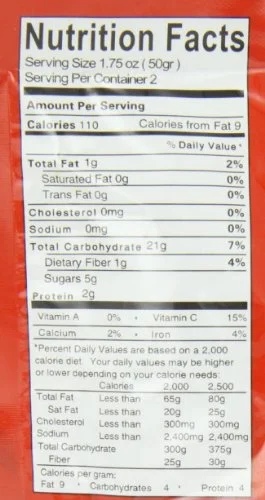 Nutrition Facts
Serving Size 1.75 oz ( 50gr )
Serving Per Container 2
Amount Per Serving
Calories 110 Calories from Fat 9
% Daily Value *
Total Fat 1g 2%
Saturated Fat 0g 0%
Trans Fat 0g 0%
Cholesterol 0mg 0%
Sodium 0mg 0%
Total Carbohydrate 21g 7%
Dietary Fiber 1g 4%
Sugars 5g
Protein 2g
Vitamin A 0% • Vitamin C 15%
Calcium 2% • Iron 4%
*Percent Daily Values are based on a 2,000
calorie diet. Your daily values may be higher
or lower depending on your calorie needs:
Calories 2,000 2,500
Total Fat Less than 65g 80g
Sat Fat Less than 20g 25g
Cholesterol Less than 300mg 300mg
Sodium Less than 2,400mg 2,400mg
Total Carbohydrate 300g 375g
Fiber 25g 30g
Calories per gram:
Fat 9 • Carbohydrates 4 • Protein 4